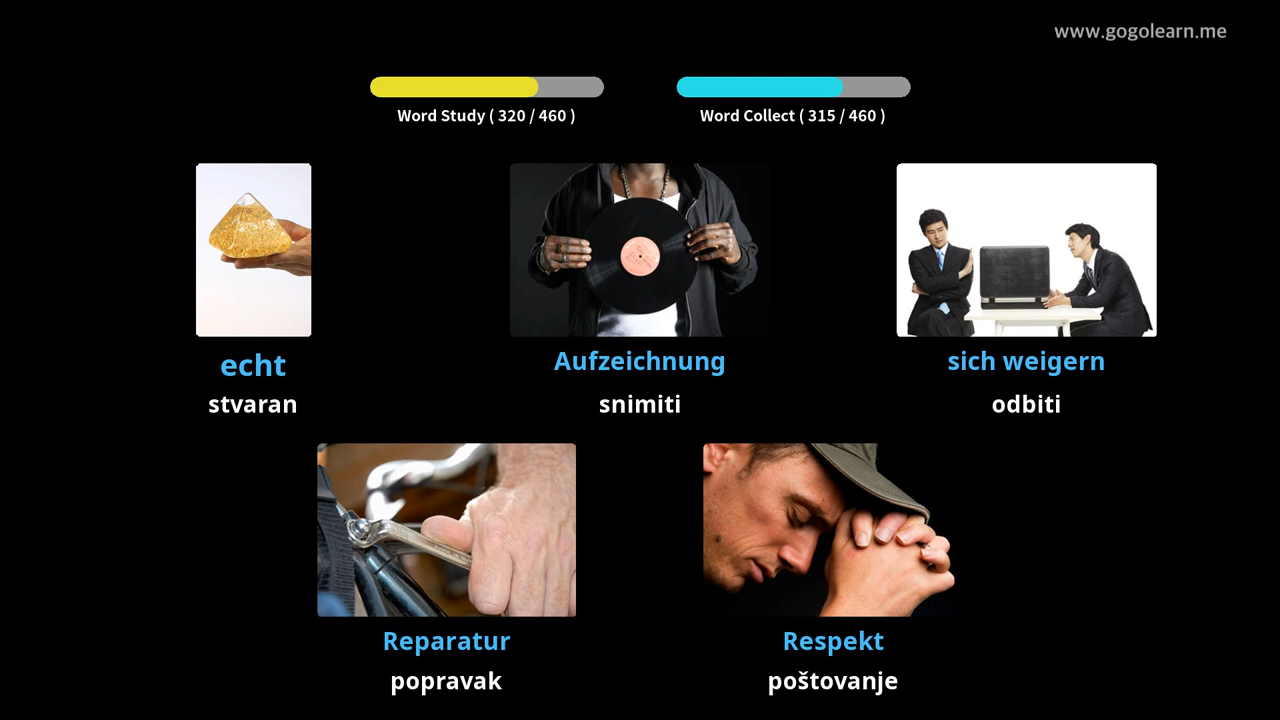 www.gogolearn.me
Word Study ( 320 / 460 )
Word Collect ( 315 / 460 )
echt
stvaran
Aufzeichnung
snimiti
sich weigern
odbiti
Reparatur
popravak
Respekt
poštovanje